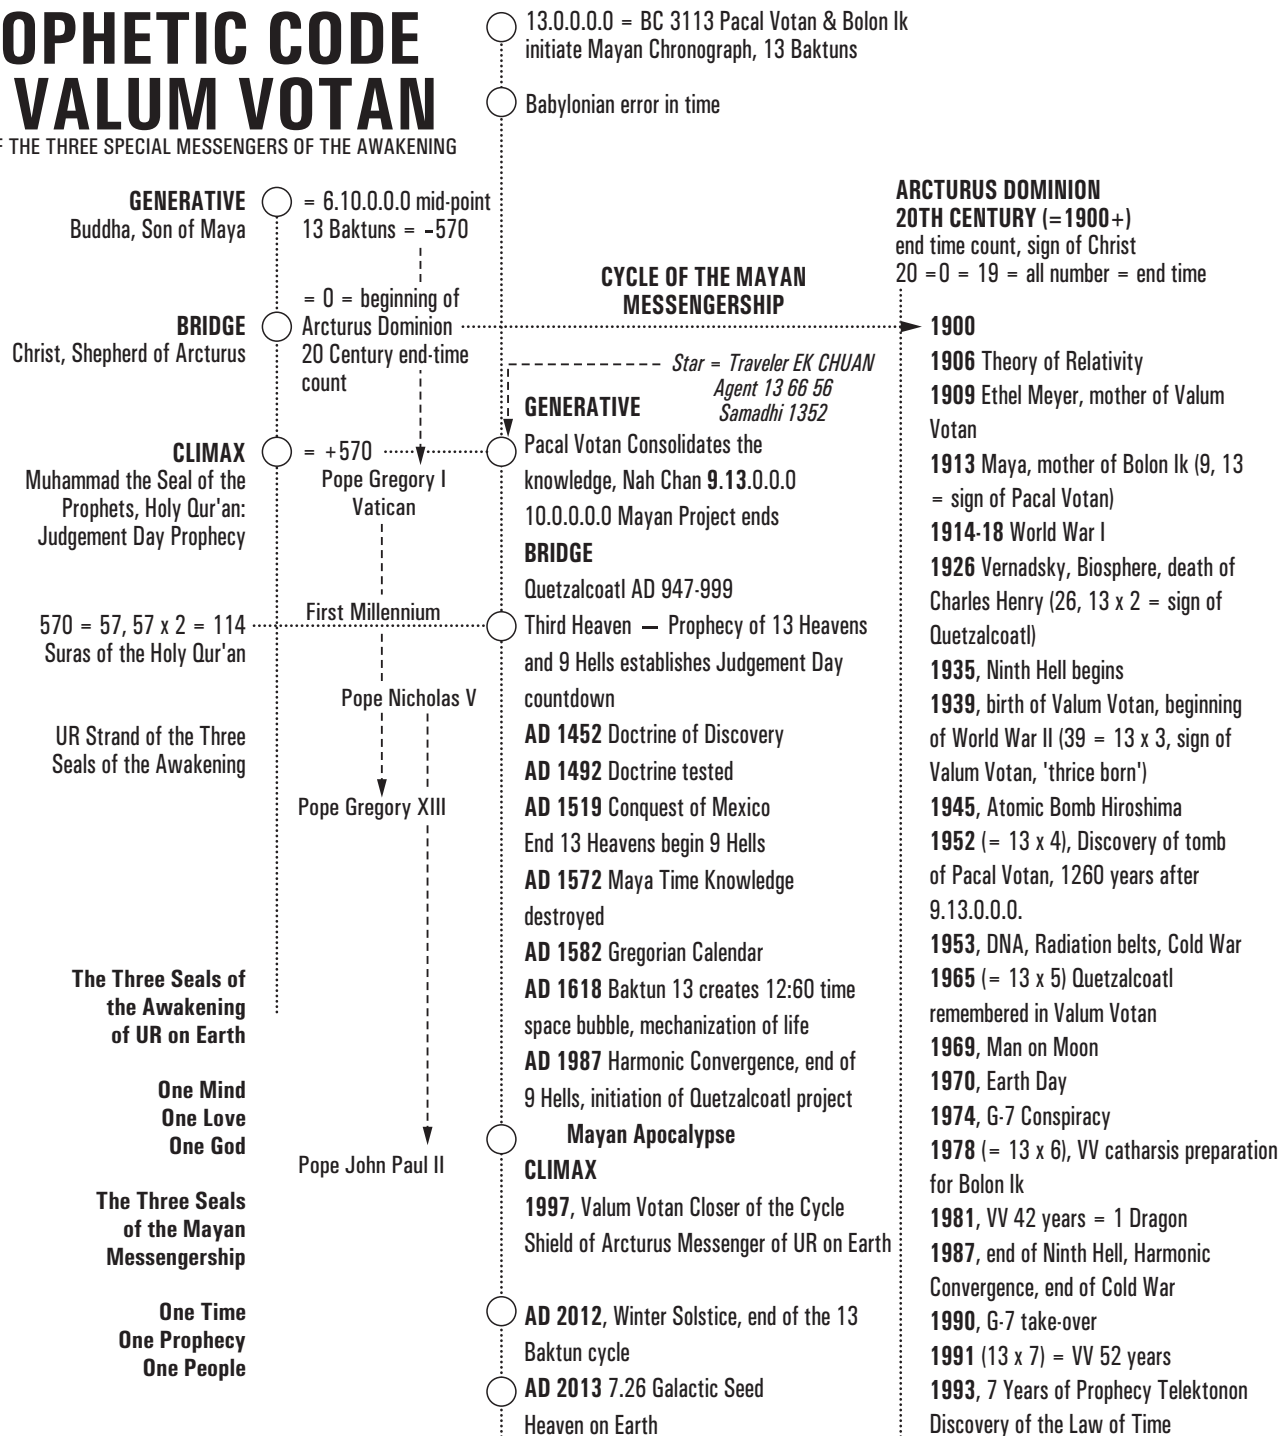 OPHETIC CODE
VALUM VOTAN
THE THREE SPECIAL MESSENGERS OF THE AWAKENING
13.0.0.0.0 = BC 3113 Pacal Votan & Bolon Ik
initiate Mayan Chronograph, 13 Baktuns
Babylonian error in time
GENERATIVE
Buddha, Son of Maya
= 6.10.0.0.0 mid-point
13 Baktuns = -570
BRIDGE
Christ, Shepherd of Arcturus
= 0 = beginning of
Arcturus Dominion
20 Century end-time
count
CYCLE OF THE MAYAN
MESSENGERSHIP
Star = Traveler EK CHUAN
Agent 13 66 56
Samadhi 1352
CLIMAX
Muhammad the Seal of the
Prophets, Holy Qur'an:
Judgement Day Prophecy
= +570
Pope Gregory I
Vatican
First Millennium
570 = 57, 57 x 2 = 114
Suras of the Holy Qur'an
Pope Nicholas V
UR Strand of the Three
Seals of the Awakening
Pope Gregory XIII
The Three Seals of
the Awakening
of UR on Earth
One Mind
One Love
One God
Pope John Paul II
The Three Seals
of the Mayan
Messengership
One Time
One Prophecy
One People
GENERATIVE
Pacal Votan Consolidates the
knowledge, Nah Chan 9.13.0.0.0
10.0.0.0.0 Mayan Project ends
BRIDGE
Quetzalcoatl AD 947-999
Third Heaven — Prophecy of 13 Heavens
and 9 Hells establishes Judgement Day
countdown
AD 1452 Doctrine of Discovery
AD 1492 Doctrine tested
AD 1519 Conquest of Mexico
End 13 Heavens begin 9 Hells
AD 1572 Maya Time Knowledge
destroyed
AD 1582 Gregorian Calendar
AD 1618 Baktun 13 creates 12:60 time
space bubble, mechanization of life
AD 1987 Harmonic Convergence, end of
9 Hells, initiation of Quetzalcoatl project
Mayan Apocalypse
CLIMAX
1997, Valum Votan Closer of the Cycle
Shield of Arcturus Messenger of UR on Earth
AD 2012, Winter Solstice, end of the 13
Baktun cycle
AD 2013 7.26 Galactic Seed
Heaven on Earth
ARCTURUS DOMINION
20TH CENTURY (=1900+)
end time count, sign of Christ
20 =0 = 19 = all number = end time
1900
1906 Theory of Relativity
1909 Ethel Meyer, mother of Valum
Votan
1913 Maya, mother of Bolon Ik (9, 13
= sign of Pacal Votan)
1914-18 World War I
1926 Vernadsky, Biosphere, death of
Charles Henry (26, 13 x 2 = sign of
Quetzalcoatl)
1935, Ninth Hell begins
1939, birth of Valum Votan, beginning
of World War II (39 = 13 x 3, sign of
Valum Votan, 'thrice born')
1945, Atomic Bomb Hiroshima
1952 (= 13 x 4), Discovery of tomb
of Pacal Votan, 1260 years after
9.13.0.0.0.
1953, DNA, Radiation belts, Cold War
1965 (= 13 x 5) Quetzalcoatl
remembered in Valum Votan
1969, Man on Moon
1970, Earth Day
1974, G-7 Conspiracy
1978 (= 13 x 6), VV catharsis preparation
for Bolon Ik
1981, VV 42 years = 1 Dragon
1987, end of Ninth Hell, Harmonic
Convergence, end of Cold War
1990, G-7 take-over
1991 (13 x 7) = VV 52 years
1993, 7 Years of Prophecy Telektonon
Discovery of the Law of Time